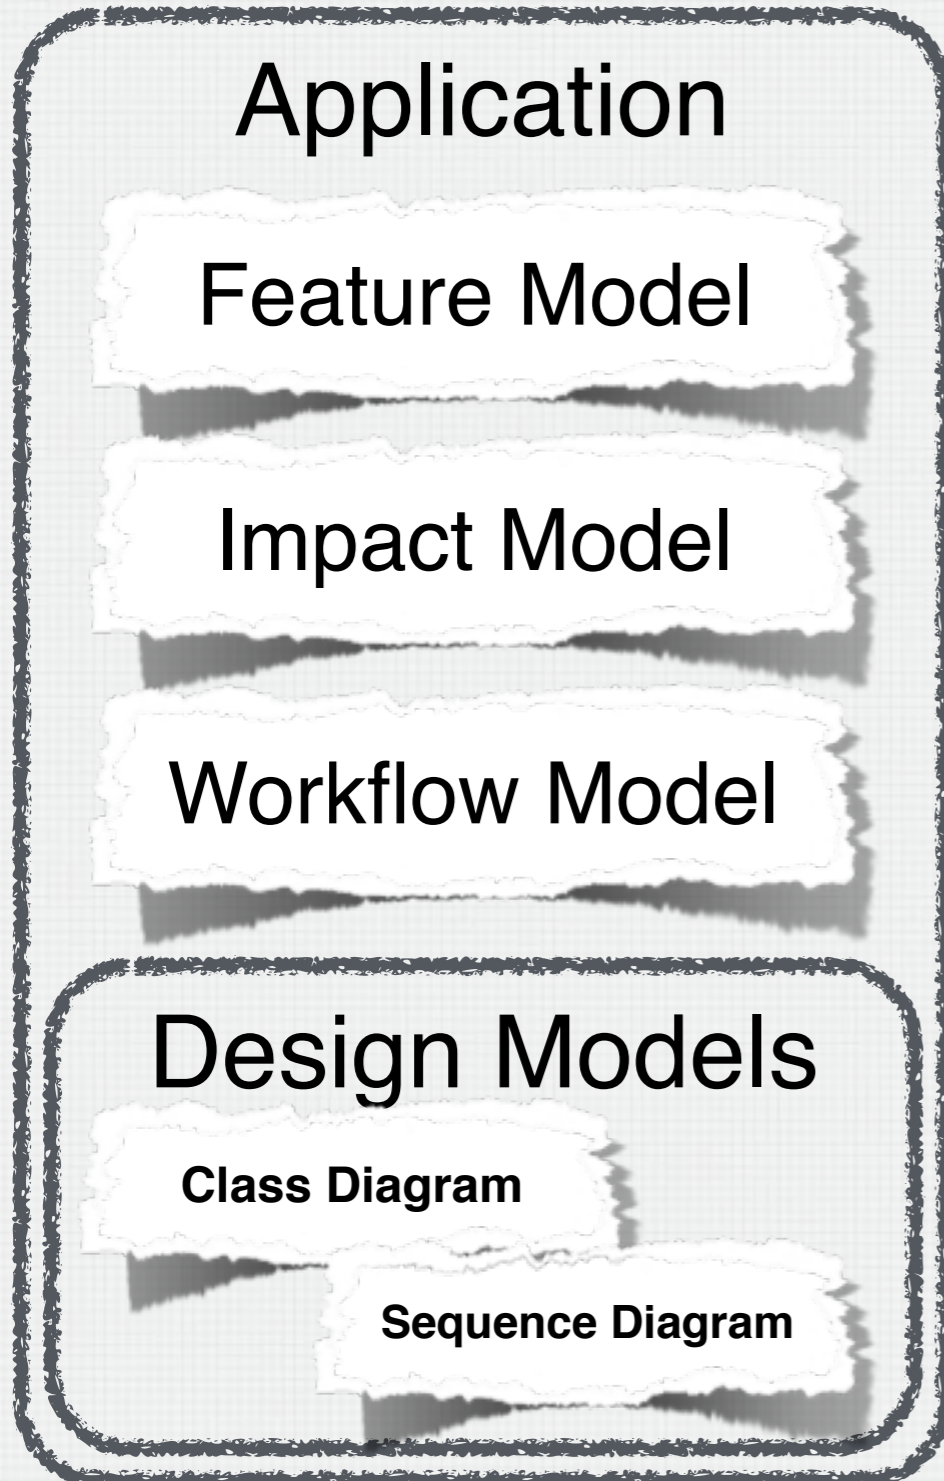 Application
Feature Model
Impact Model
Workflow Model
Design Models
Class Diagram
Sequence Diagram